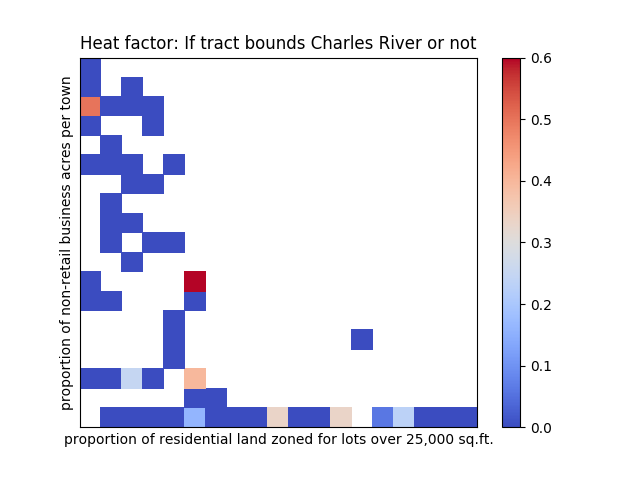 Heat factor: If tract bounds Charles River or not
proportion of non-retail business acres per town
proportion of residential land zoned for lots over 25,000 sq.ft.
0.6
0.5
0.4
0.3
0.2
0.1
0.0